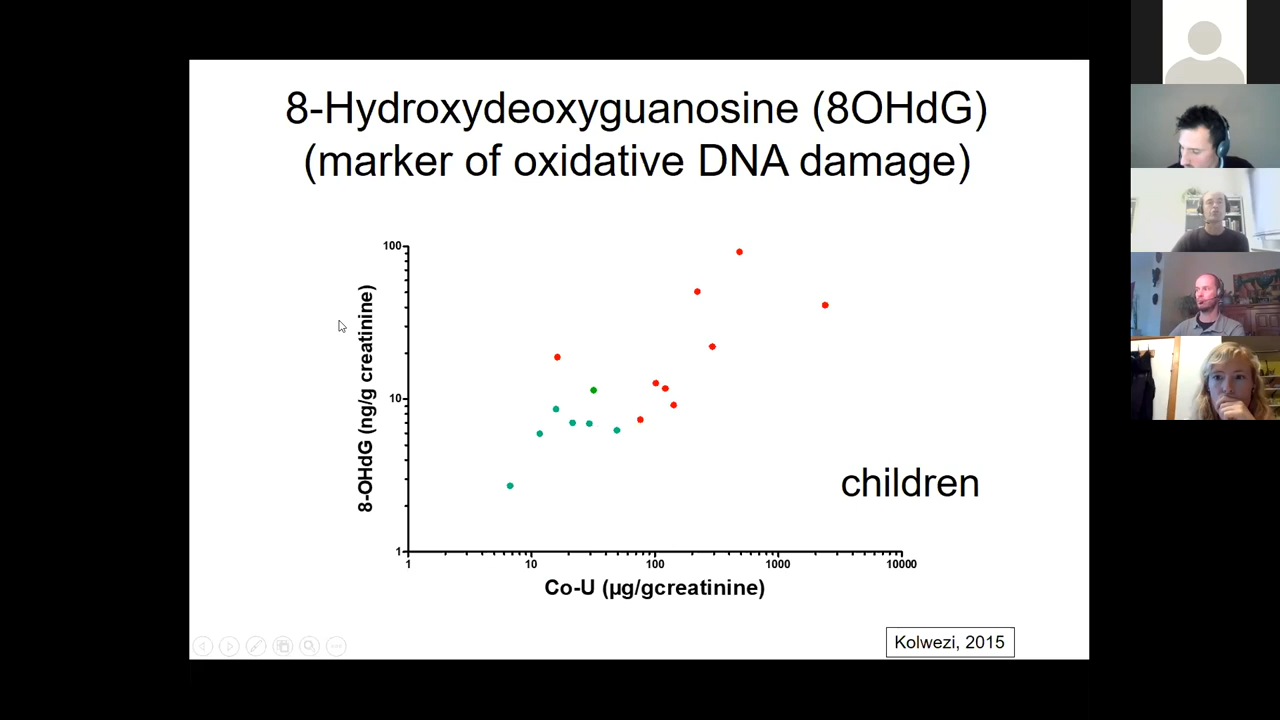 8-Hydroxydeoxyguanosine (8OHdG)
(marker of oxidative DNA damage)
100
10
1
8-OHdG (ng/g creatinine)
1
10
100
1000
10000
Co-U (µg/gcreatinine)
children
Kolwezi, 2015